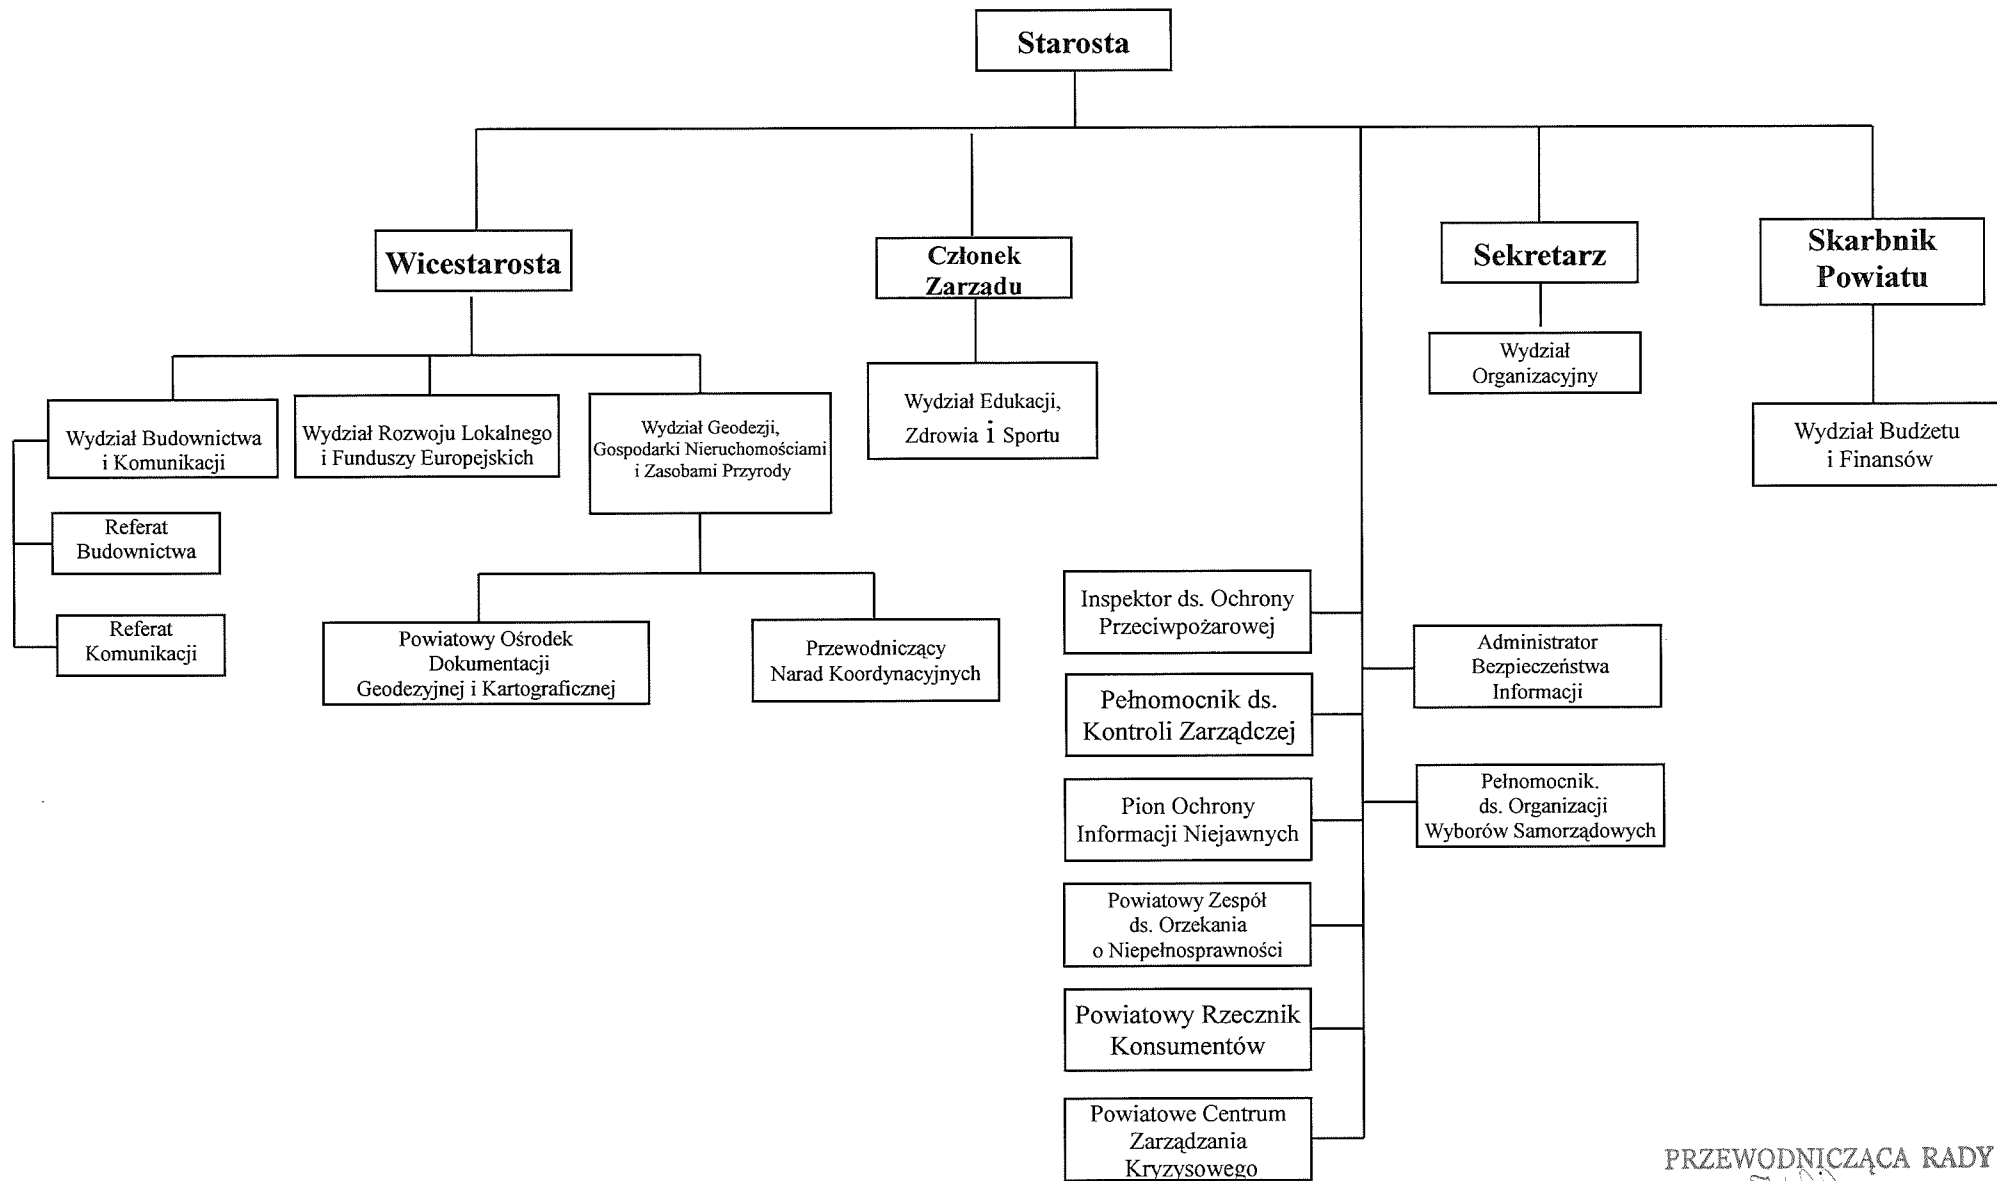 Starosta
Wicestarosta
Członek
Zarządu
Sekretarz
Skarbnik
Powiatu
Wydział Budownictwa
i Komunikacji
Wydział Rozwoju Lokalnego
i Funduszy Europejskich
Wydział Geodezji,
Gospodarki Nieruchomościami
i Zasobami Przyrody
Wydział Edukacji,
Zdrowia i Sportu
Wydział
Organizacyjny
Wydział Budżetu
i Finansów
Referat
Budownictwa
Referat
Komunikacji
Powiatowy Ośrodek
Dokumentacji
Geodezyjnej i Kartograficznej
Przewodniczący
Narad Koordynacyjnych
Inspektor ds. Ochrony
Przeciwpożarowej
Pełnomocnik ds.
Kontroli Zarządczej
Pion Ochrony
Informacji Niejawnych
Powiatowy Zespół
ds. Orzekania
o Niepełnosprawności
Powiatowy Rzecznik
Konsumentów
Powiatowe Centrum
Zarządzania
Kryzysowego
Administrator
Bezpieczeństwa
Informacji
Pełnomocnik.
ds. Organizacji
Wyborów Samorządowych
PRZEWODNICZĄCA RADY